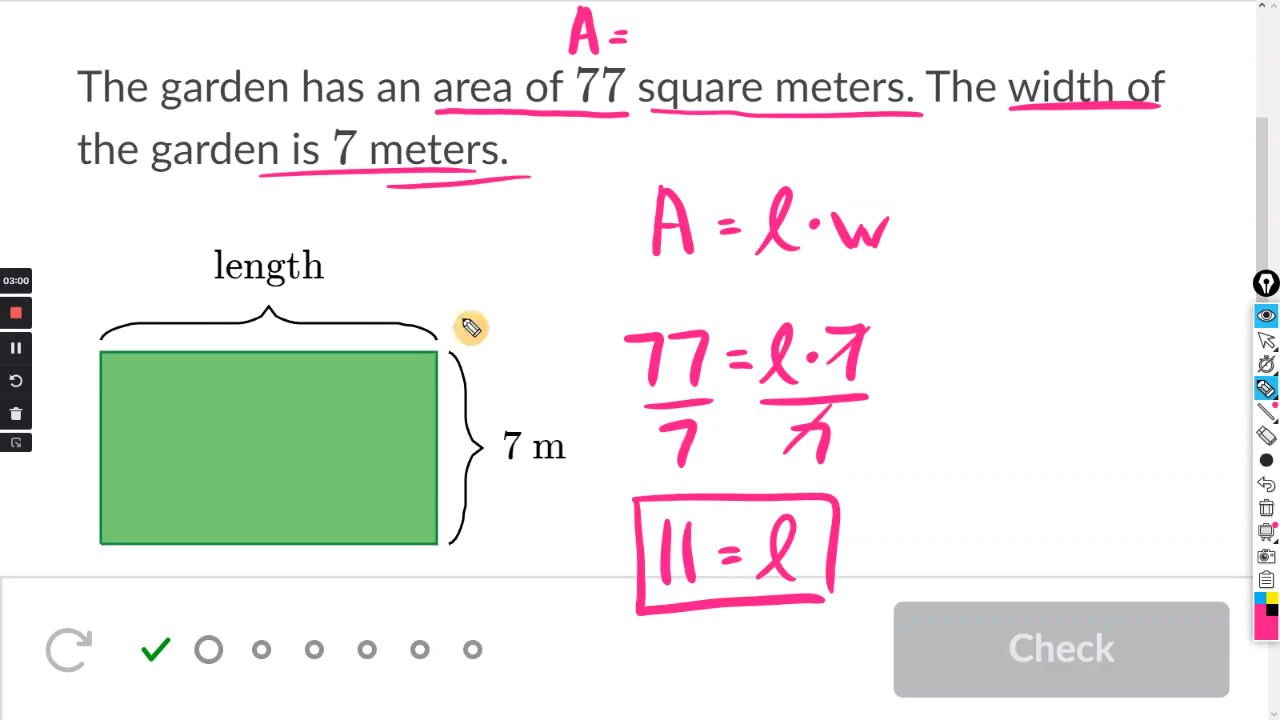 A =
The garden has an area of 77 square meters. The width of
the garden is 7 meters.
A = l · w
length
03:00
77 = l · 7
7 7
7 m
11 = l
Check